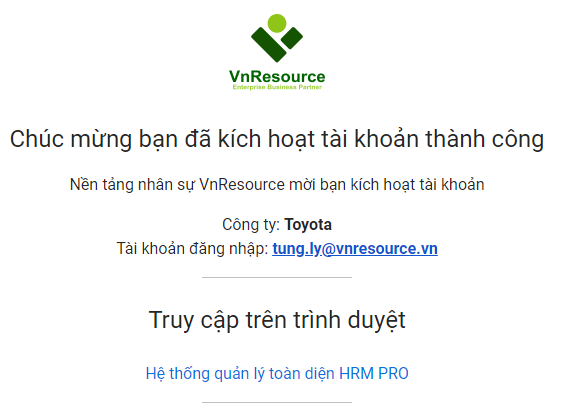 VnResource
Enterprise Business Partner
Chúc mừng bạn đã kích hoạt tài khoản thành công
Nền tảng nhân sự VnResource mời bạn kích hoạt tài khoản
Công ty: Toyota
Tài khoản đăng nhập: tung.ly@vnresource.vn
Truy cập trên trình duyệt
Hệ thống quản lý toàn diện HRM PRO